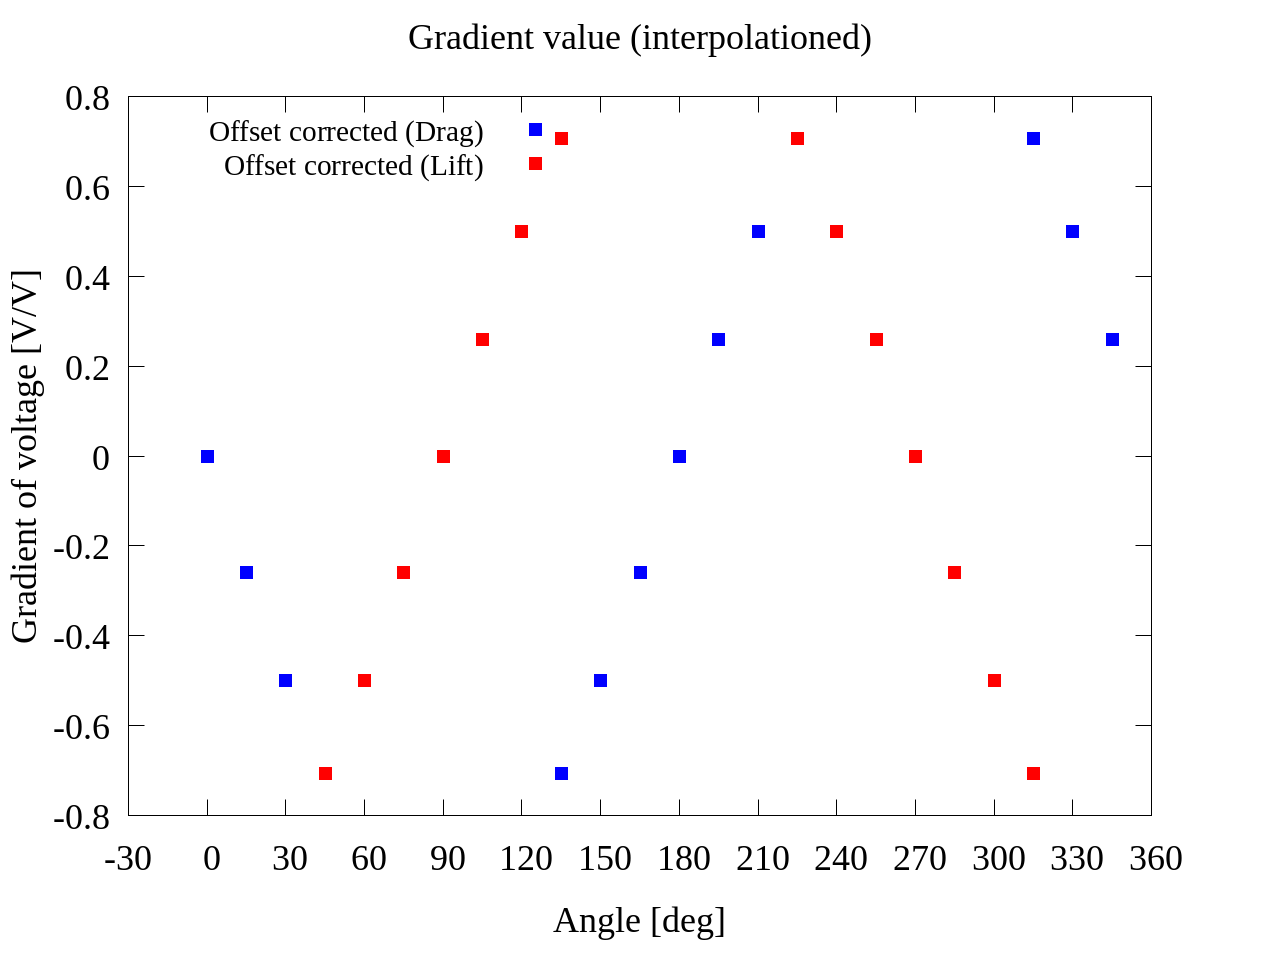 Gradient value (interpolationed)
Offset corrected (Drag)
Offset corrected (Lift)
Gradient of voltage [V/V]
0.8
0.6
0.4
0.2
0
-0.2
-0.4
-0.6
-0.8
-30 0 30 60 90 120 150 180 210 240 270 300 330 360
Angle [deg]